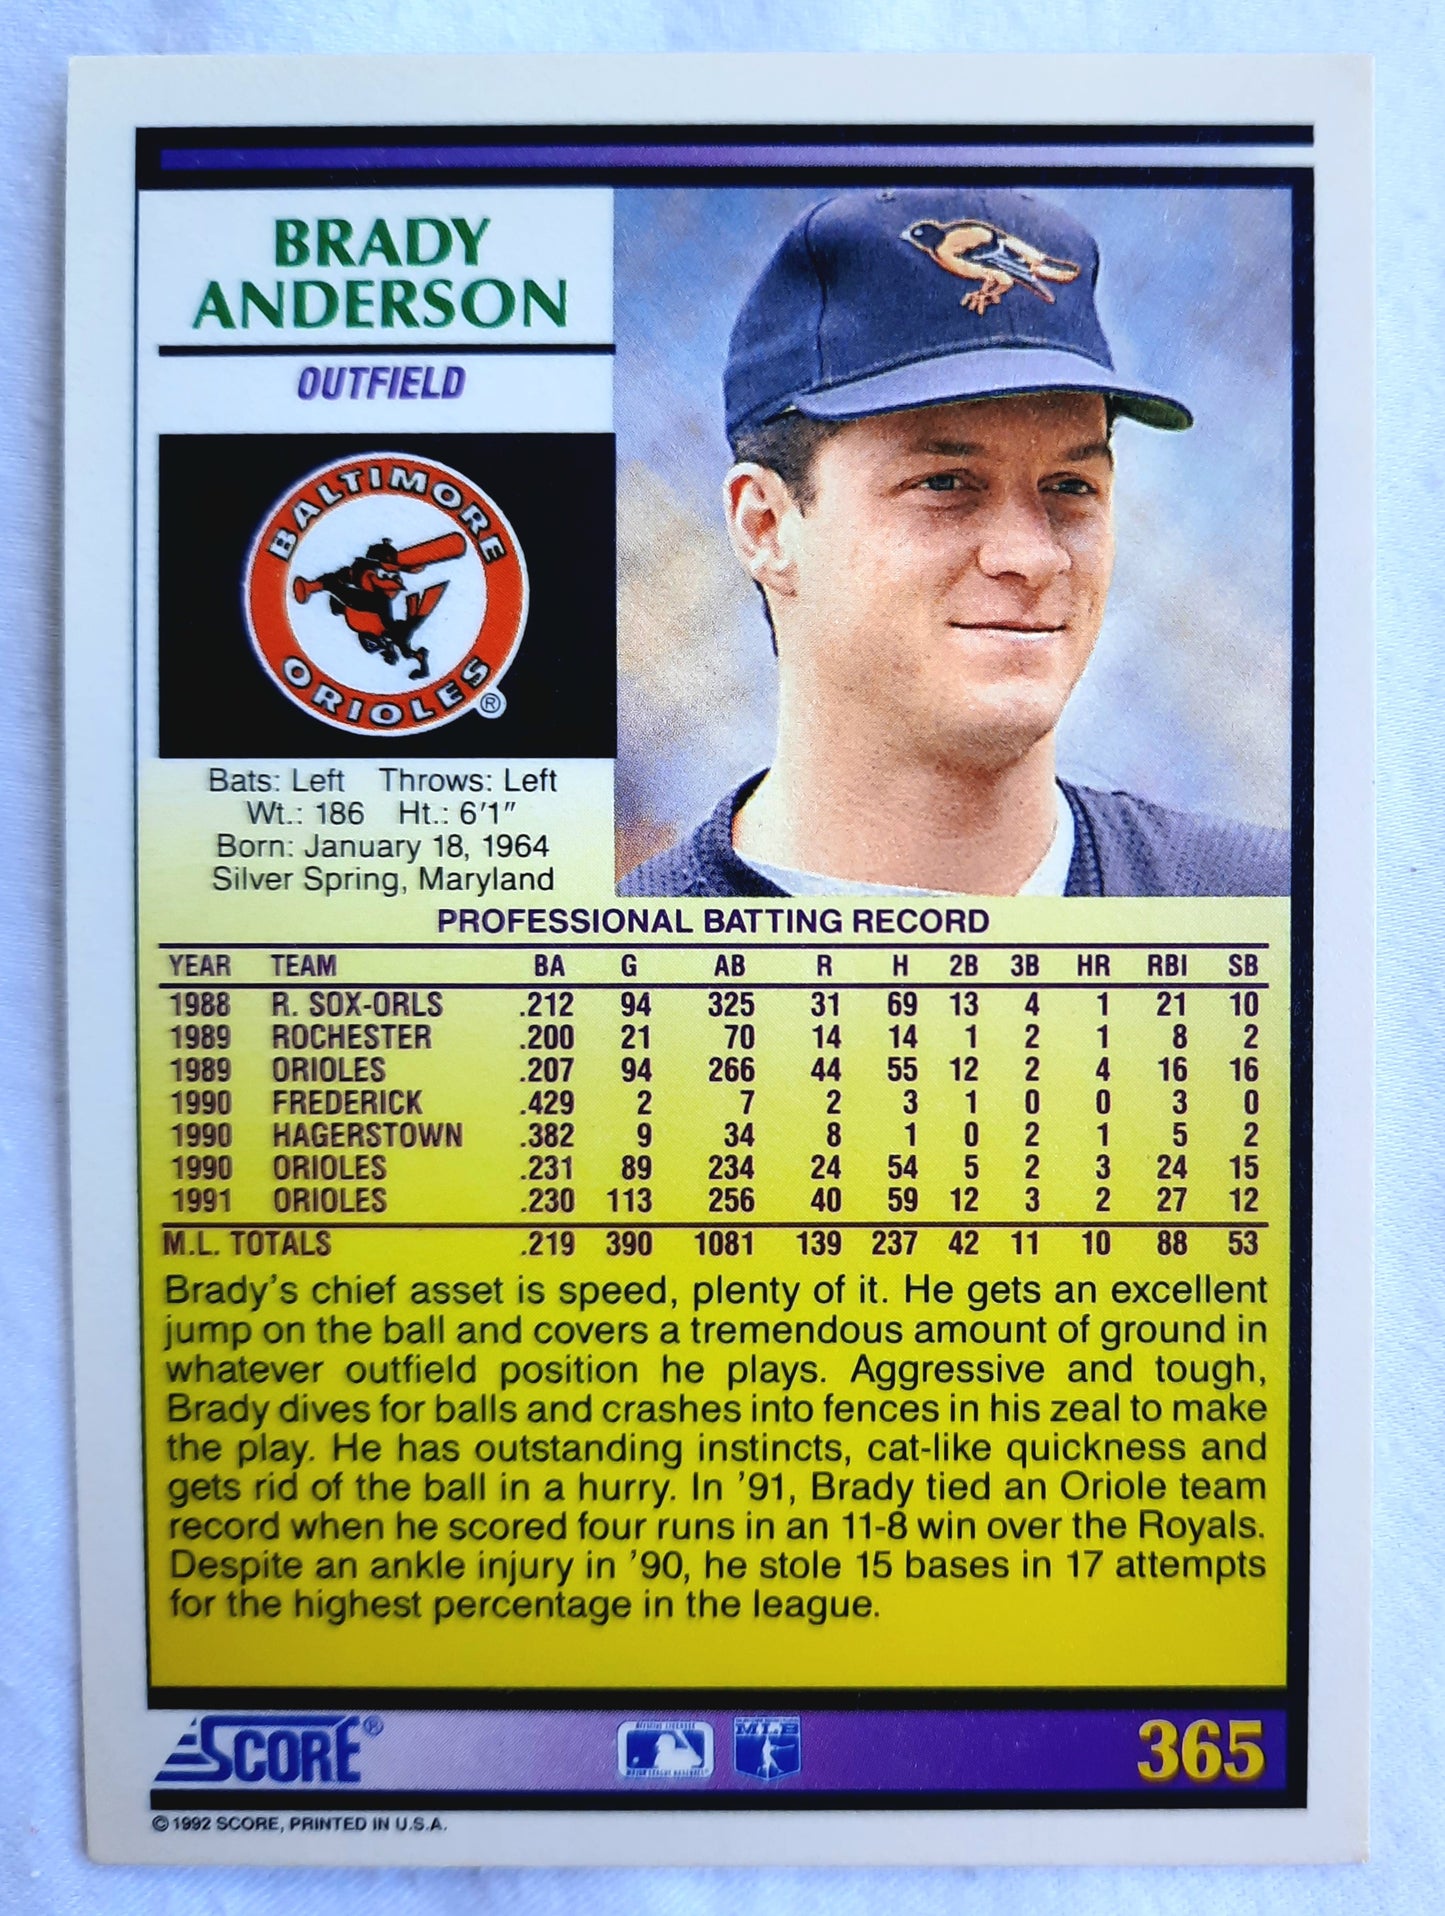 BRADY
ANDERSON
OUTFIELD
BALTIMORE
ORIOLES ®
Bats: Left Throws: Left
Wt.: 186 Ht.: 6'1"
Born: January 18, 1964
Silver Spring, Maryland
PROFESSIONAL BATTING RECORD
YEAR TEAM BA G AB R H 2B 3B HR RBI SB
1988 R. SOX-ORLS .212 94 325 31 69 13 4 1 21 10
1989 ROCHESTER .200 21 70 14 14 1 2 1 8 2
1989 ORIOLES .207 94 266 44 55 12 2 4 16 16
1990 FREDERICK .429 2 7 2 3 1 0 0 3 0
1990 HAGERSTOWN .382 9 34 8 1 0 2 1 5 2
1990 ORIOLES .231 89 234 24 54 5 2 3 24 15
1991 ORIOLES .230 113 256 40 59 12 3 2 27 12
M.L. TOTALS .219 390 1081 139 237 42 11 10 88 53
Brady's chief asset is speed, plenty of it. He gets an excellent
jump on the ball and covers a tremendous amount of ground in
whatever outfield position he plays. Aggressive and tough,
Brady dives for balls and crashes into fences in his zeal to make
the play. He has outstanding instincts, cat-like quickness and
gets rid of the ball in a hurry. In '91, Brady tied an Oriole team
record when he scored four runs in an 11-8 win over the Royals.
Despite an ankle injury in '90, he stole 15 bases in 17 attempts
for the highest percentage in the league.
SCORE®
MAJOR LEAGUE BASEBALL
MLB
365
© 1992 SCORE, PRINTED IN U.S.A.